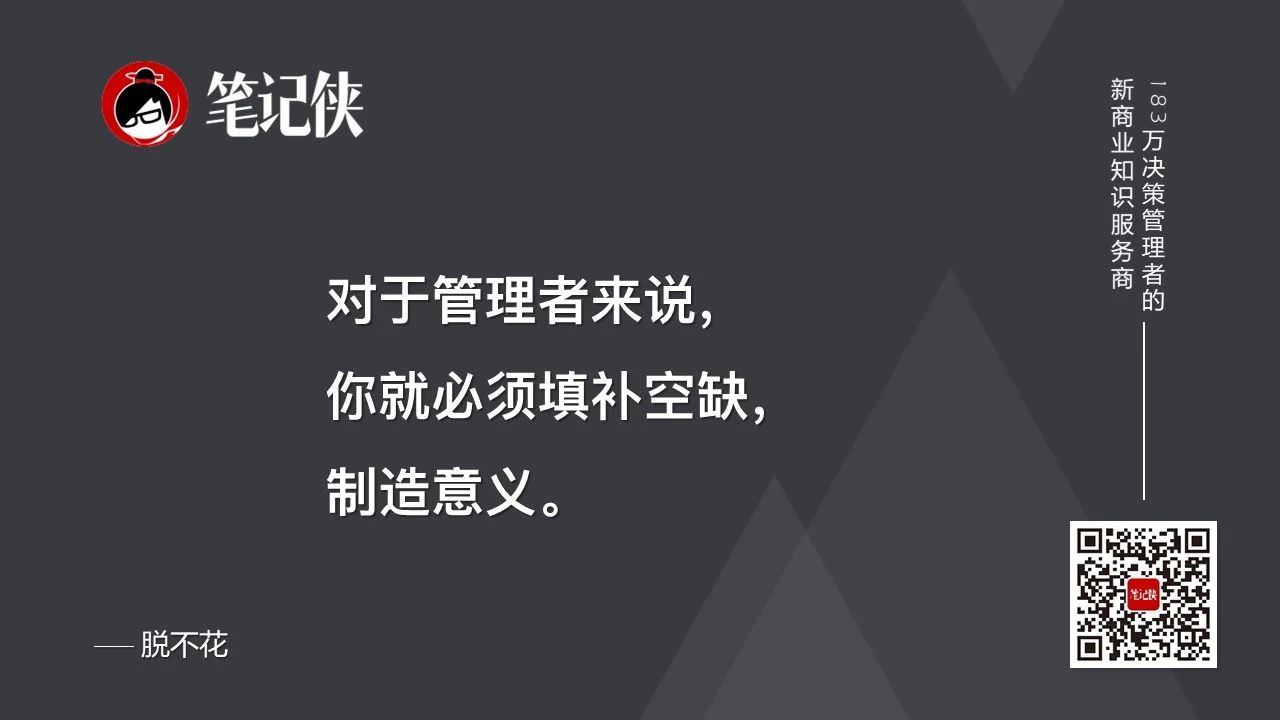 笔记侠
183万决策管理者的
新商业知识服务商
对于管理者来说，
你就必须填补空缺，
制造意义。
—— 脱不花
笔记侠